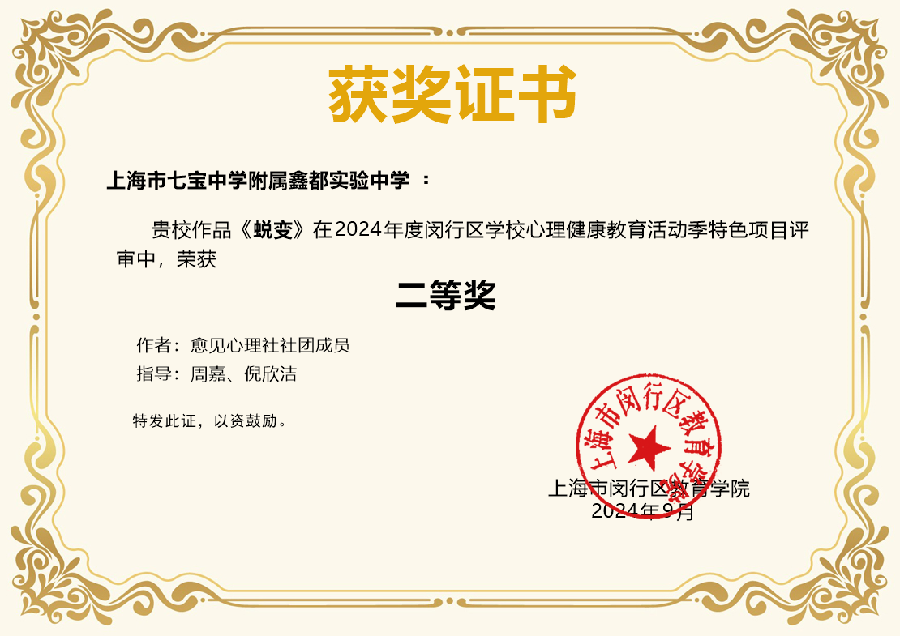 获奖证书
上海市七宝中学附属鑫都实验中学 ：
贵校作品《蜕变》在2024年度闵行区学校心理健康教育活动季特色项目评
审中，荣获
二等奖
作者：愈见心理社社团成员
指导：周嘉、倪欣洁
特发此证，以资鼓励。
上海市闵行区教育学院
上海市闵行区教育学院
2024年9月